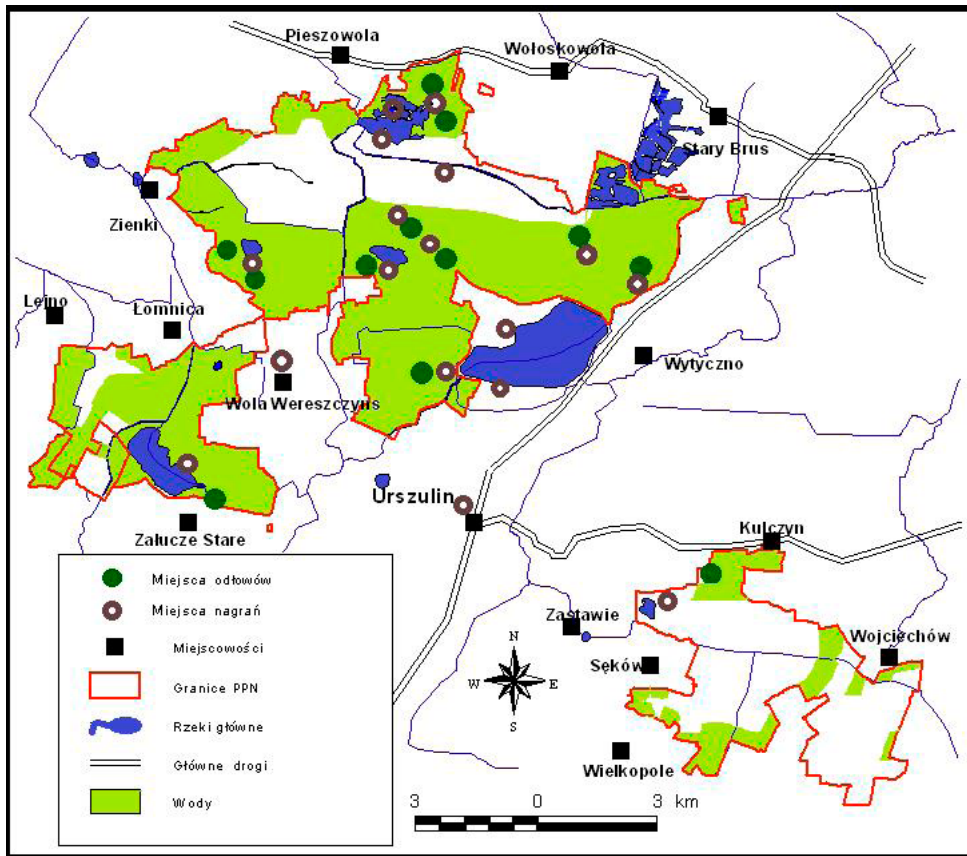 Pieszowola
Wołoskowola
Stary Brus
Zienki
Lejno
Łomnica
Wytyczno
Wola Wereszczyns
Urszulin
Załucze Stare
Kulczyn
Zastawie
Wojciechów
Sęków
Wielkopole
N
W E
S
Miejsca odłowów
Miejsca nagrań
Miejscowości
Granice PPN
Rzeki główne
Główne drogi
Wody
3 0 3 km